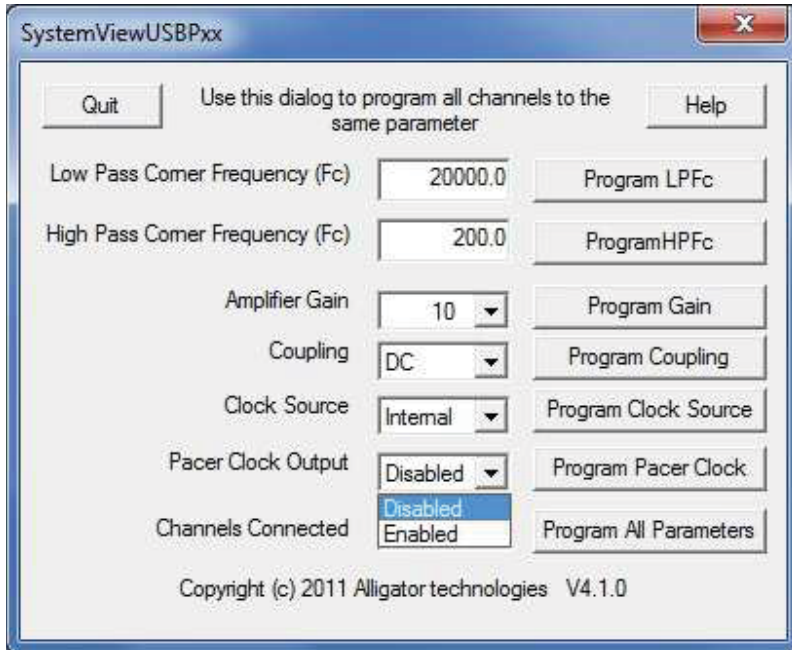 SystemViewUSBPxx
Quit
Use this dialog to program all channels to the
same parameter
Help
Low Pass Corner Frequency (Fc)
20000.0
Program LPFc
High Pass Corner Frequency (Fc)
200.0
ProgramHPFc
Amplifier Gain
10
Program Gain
Coupling
DC
Program Coupling
Clock Source
Internal
Program Clock Source
Pacer Clock Output
Disabled
Program Pacer Clock
Disabled
Enabled
Channels Connected
Program All Parameters
Copyright (c) 2011 Alligator technologies V4.1.0